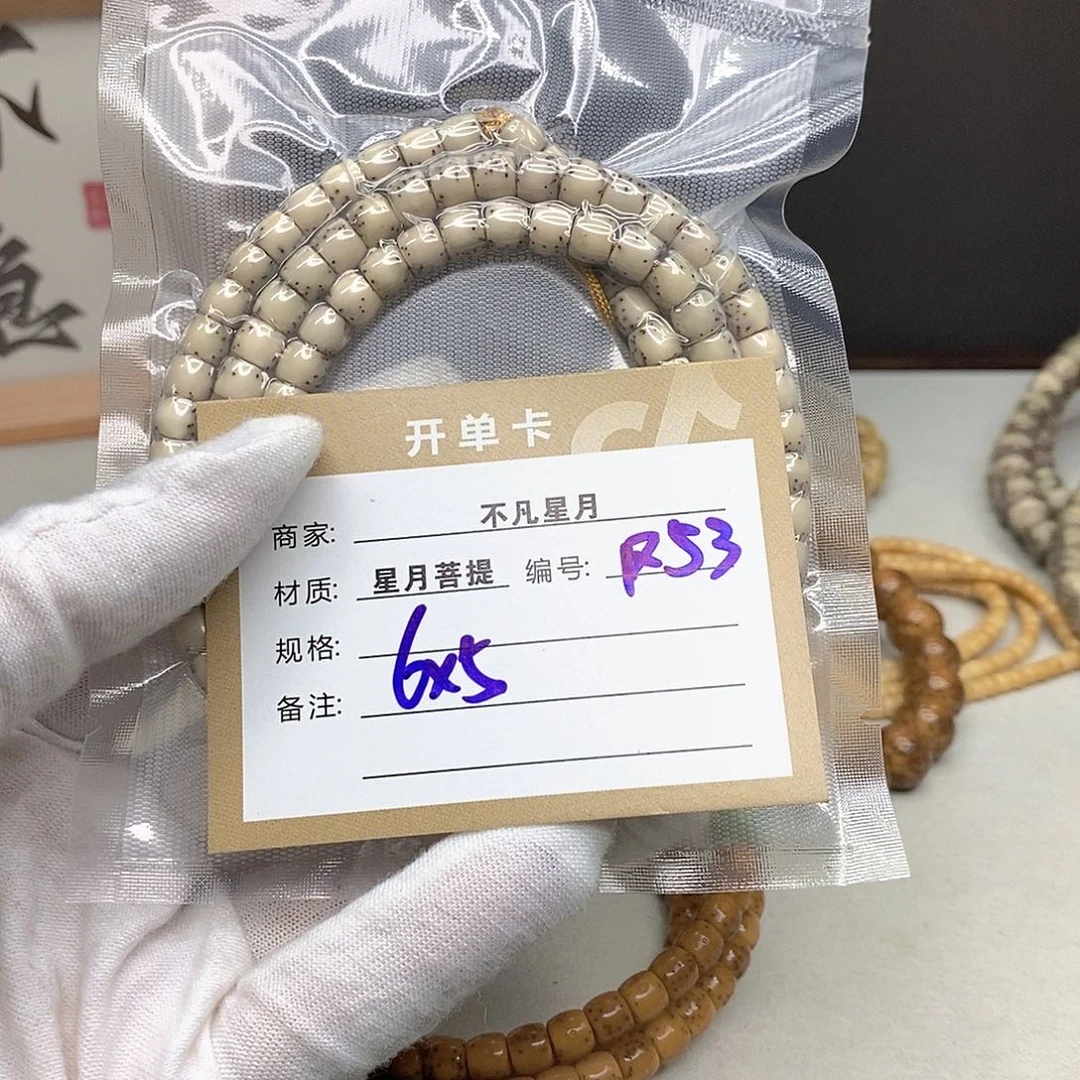 开单卡
商家: 不凡星月
材质: 星月菩提 编号: R53
规格: 6x5
备注: